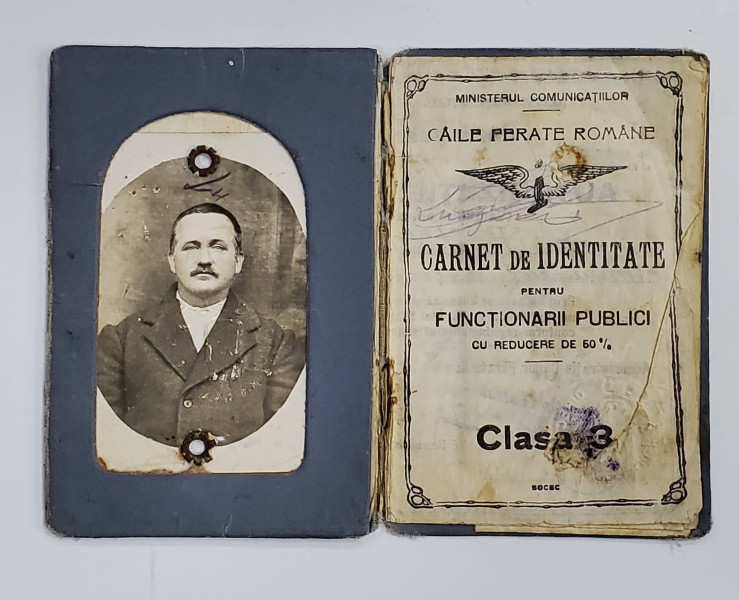 MINISTERUL COMUNICAȚIILOR
CĂILE FERATE ROMÂNE
CARNET DE IDENTITATE
PENTRU
FUNCȚIONARII PUBLICI
CU REDUCERE DE 50 %
Clasa 3
SOCEC